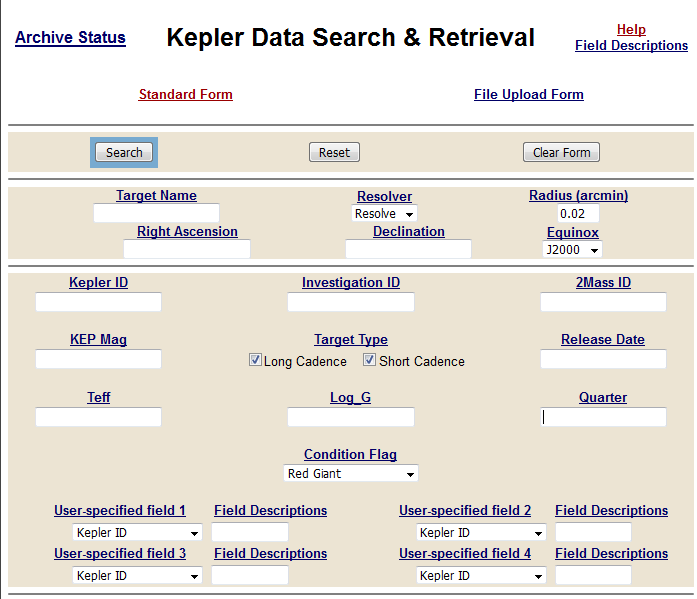 Archive Status
Kepler Data Search & Retrieval
Help
Field Descriptions
Standard Form
File Upload Form
Search
Reset
Clear Form
Target Name
Resolver
Radius (arcmin)
Resolve
0.02
Right Ascension
Declination
Equinox
J2000
Kepler ID
Investigation ID
2Mass ID
KEP Mag
Target Type
Release Date
Long Cadence
Short Cadence
Teff
Log_G
Quarter
Condition Flag
Red Giant
User-specified field 1
Field Descriptions
User-specified field 2
Field Descriptions
Kepler ID
Kepler ID
User-specified field 3
Field Descriptions
User-specified field 4
Field Descriptions
Kepler ID
Kepler ID